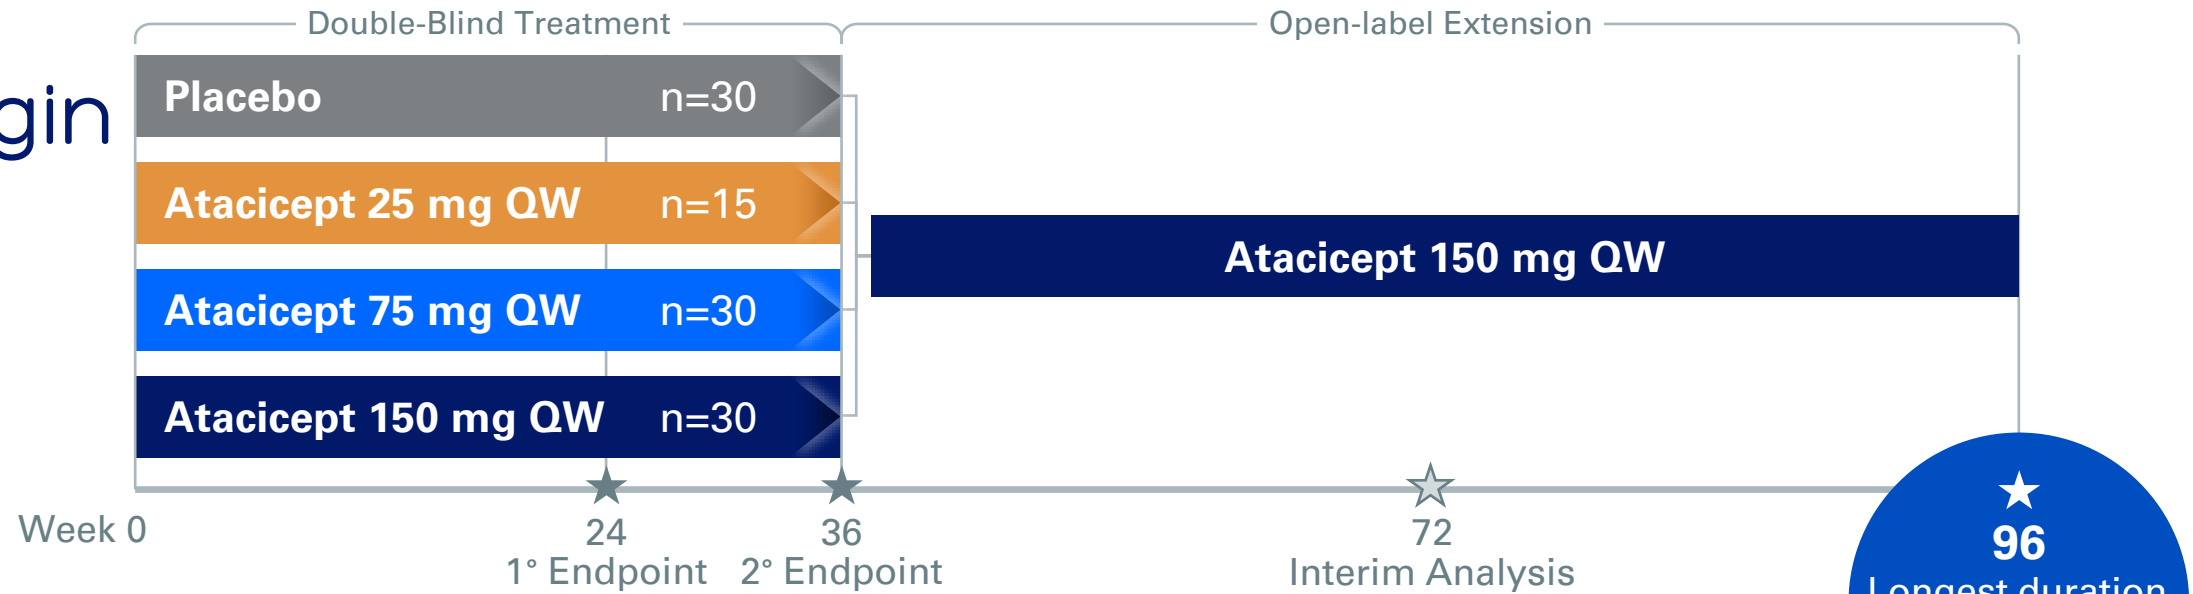 Double-Blind Treatment
Open-label Extension
gin
Placebo n=30
Atacicept 25 mg QW n=15
Atacicept 75 mg QW n=30
Atacicept 150 mg QW n=30
Atacicept 150 mg QW
Week 0
24
1° Endpoint
36
2° Endpoint
72
Interim Analysis
96
Longest duration